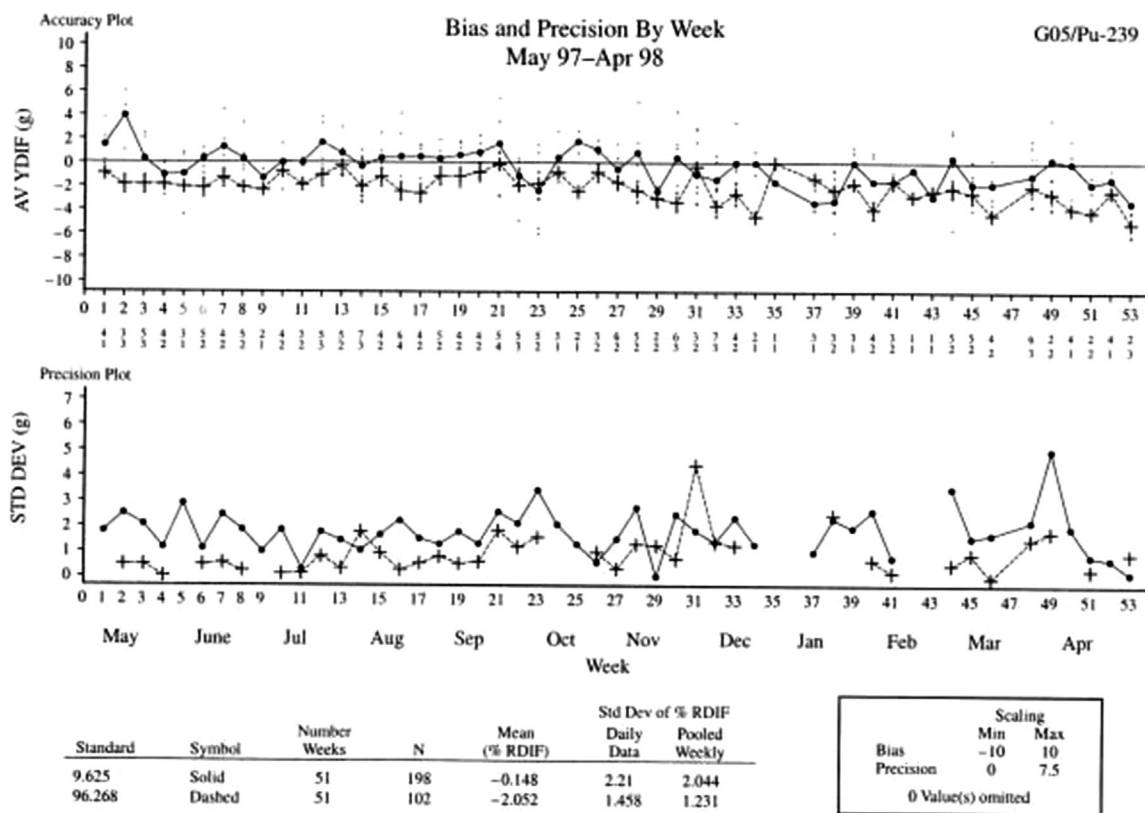 Accuracy Plot
Bias and Precision By Week
May 97–Apr 98
G05/Pu-239
AV YDIF (g)
10
8
6
4
2
0
−2
−4
−6
−8
−10
0 1 2 3 4 5 6 7 8 9 11 13 15 17 19 21 23 25 27 29 31 33 35 37 39 41 43 45 47 49 51 53
Precision Plot
STD DEV (g)
7
6
5
4
3
2
1
0
0 1 2 3 4 5 6 7 8 9 11 13 15 17 19 21 23 25 27 29 31 33 35 37 39 41 43 45 47 49 51 53
May June Jul Aug Sep Oct Nov Dec Jan Feb Mar Apr
Week
Std Dev of % RDIF
Standard Symbol Number Weeks N Mean (% RDIF) Daily Data Pooled Weekly
9.625 Solid 51 198 −0.148 2.21 2.044
96.268 Dashed 51 102 −2.052 1.458 1.231
Scaling
Min Max
Bias −10 10
Precision 0 7.5
0 Value(s) omitted